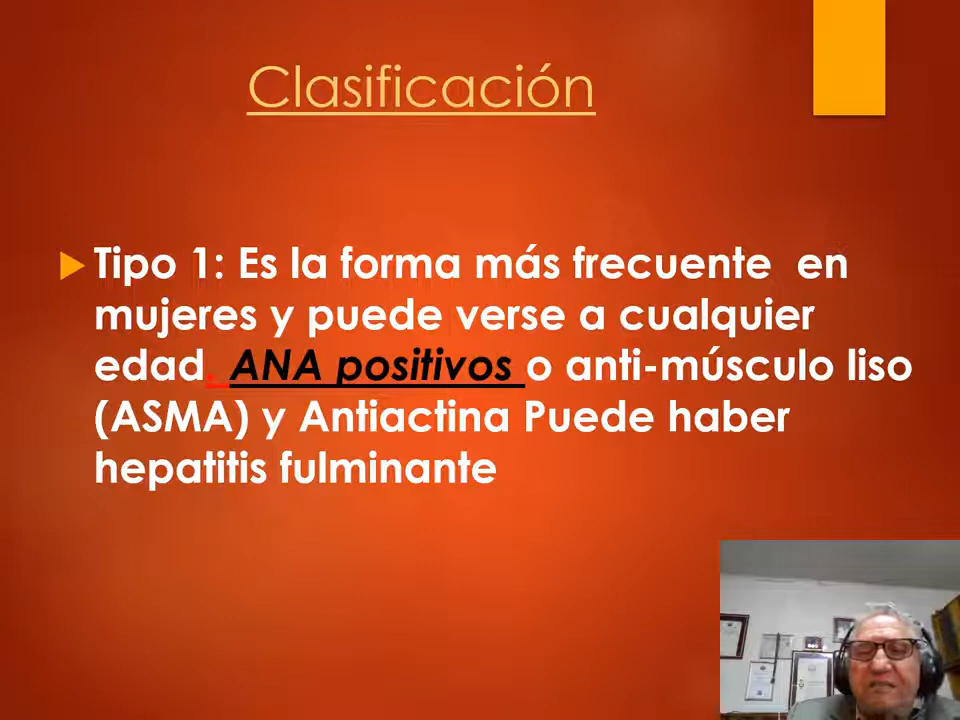 Clasificación
Tipo 1: Es la forma más frecuente en
mujeres y puede verse a cualquier
edad. ANA positivos o anti-músculo liso
(ASMA) y Antiactina Puede haber
hepatitis fulminante